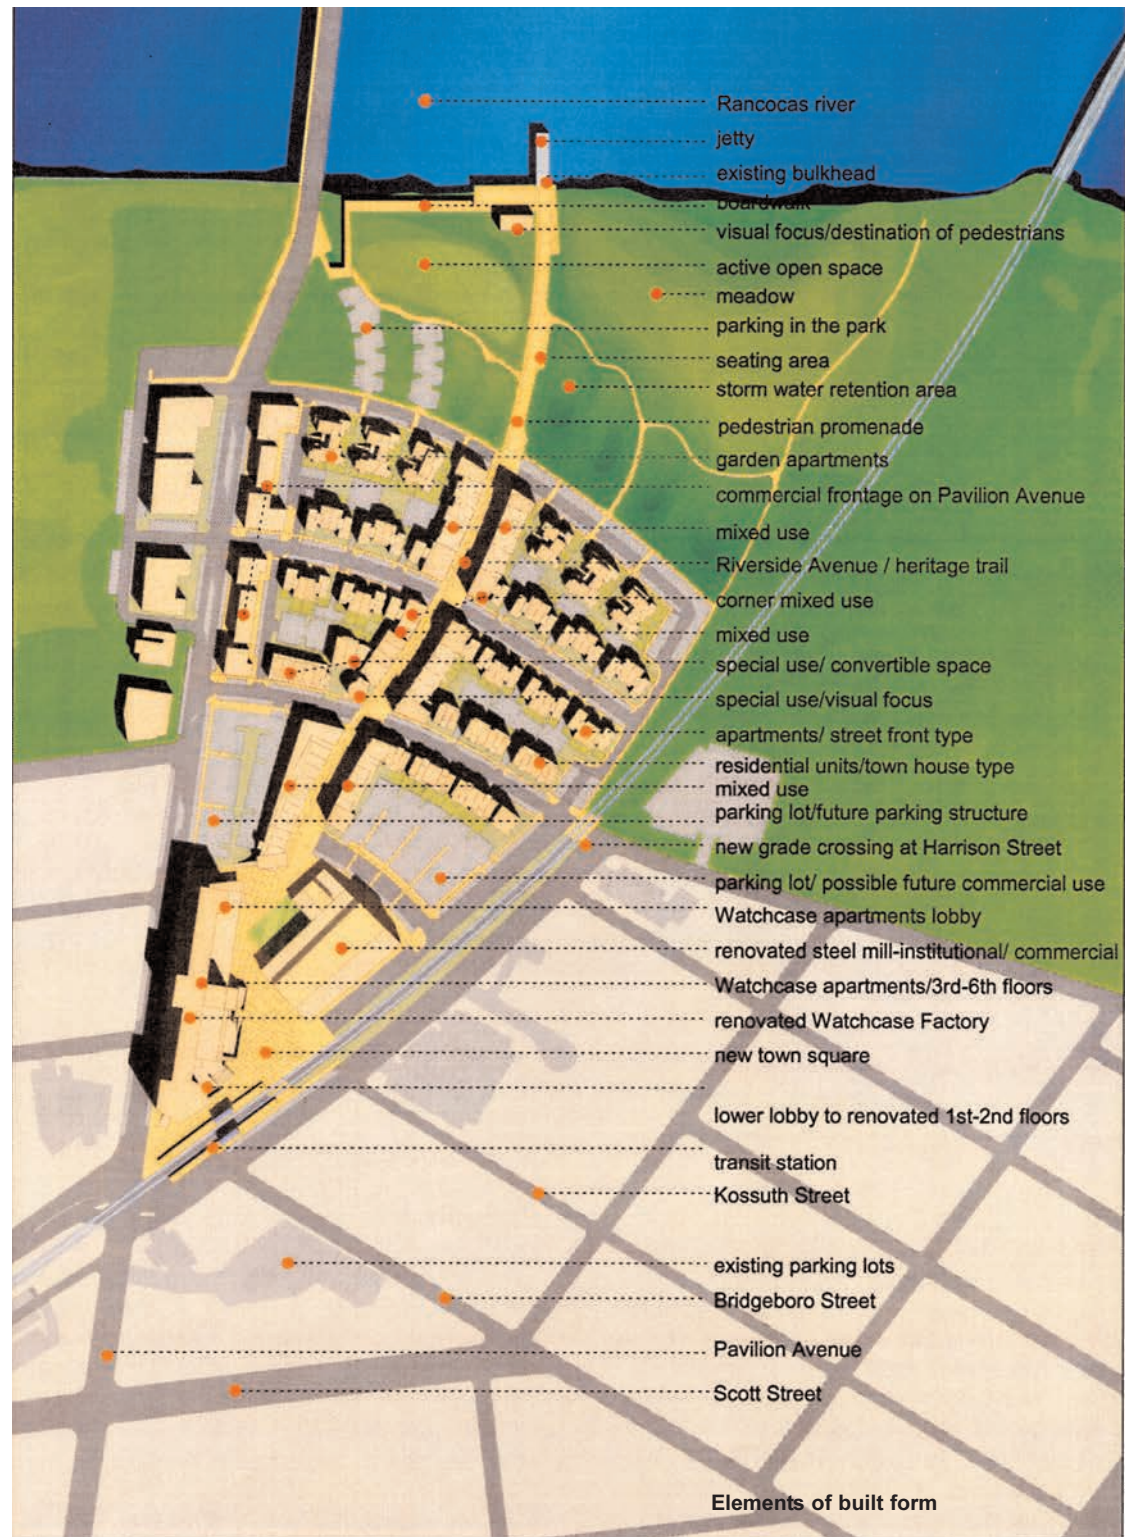 Rancocas river
jetty
existing bulkhead
boardwalk
visual focus/destination of pedestrians
active open space
meadow
parking in the park
seating area
storm water retention area
pedestrian promenade
garden apartments
commercial frontage on Pavilion Avenue
mixed use
Riverside Avenue / heritage trail
corner mixed use
mixed use
special use/ convertible space
special use/visual focus
apartments/ street front type
residential units/town house type
mixed use
parking lot/future parking structure
new grade crossing at Harrison Street
parking lot/ possible future commercial use
Watchcase apartments lobby
renovated steel mill-institutional/ commercial
Watchcase apartments/3rd-6th floors
renovated Watchcase Factory
new town square
lower lobby to renovated 1st-2nd floors
transit station
Kossuth Street
existing parking lots
Bridgeboro Street
Pavilion Avenue
Scott Street
Elements of built form